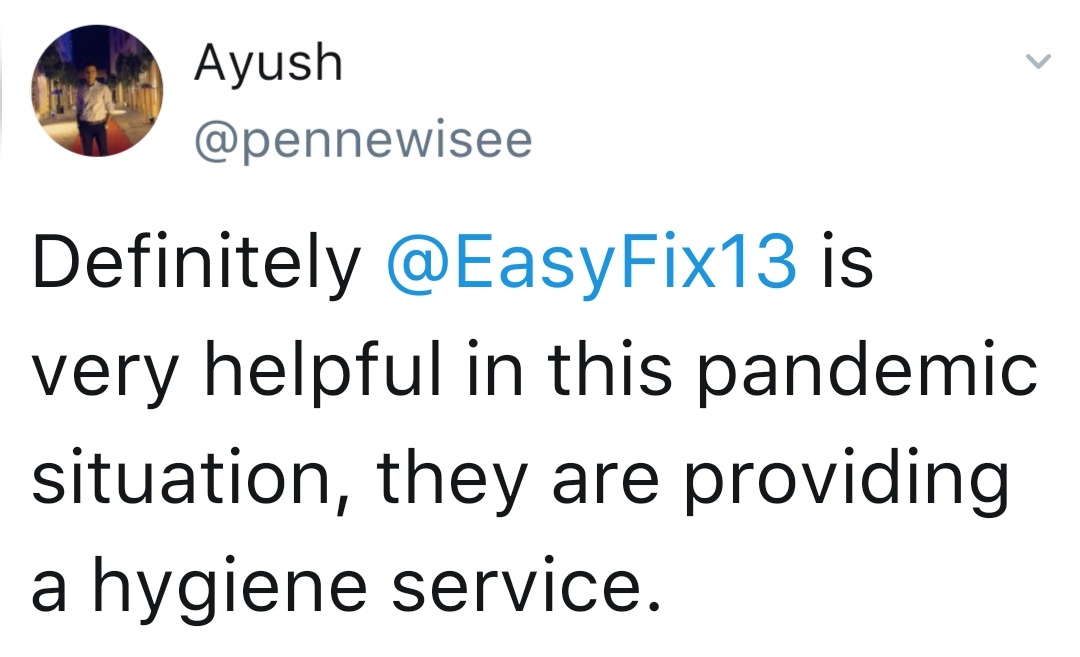 Ayush
@pennewisee
Definitely @EasyFix13 is
very helpful in this pandemic
situation, they are providing
a hygiene service.